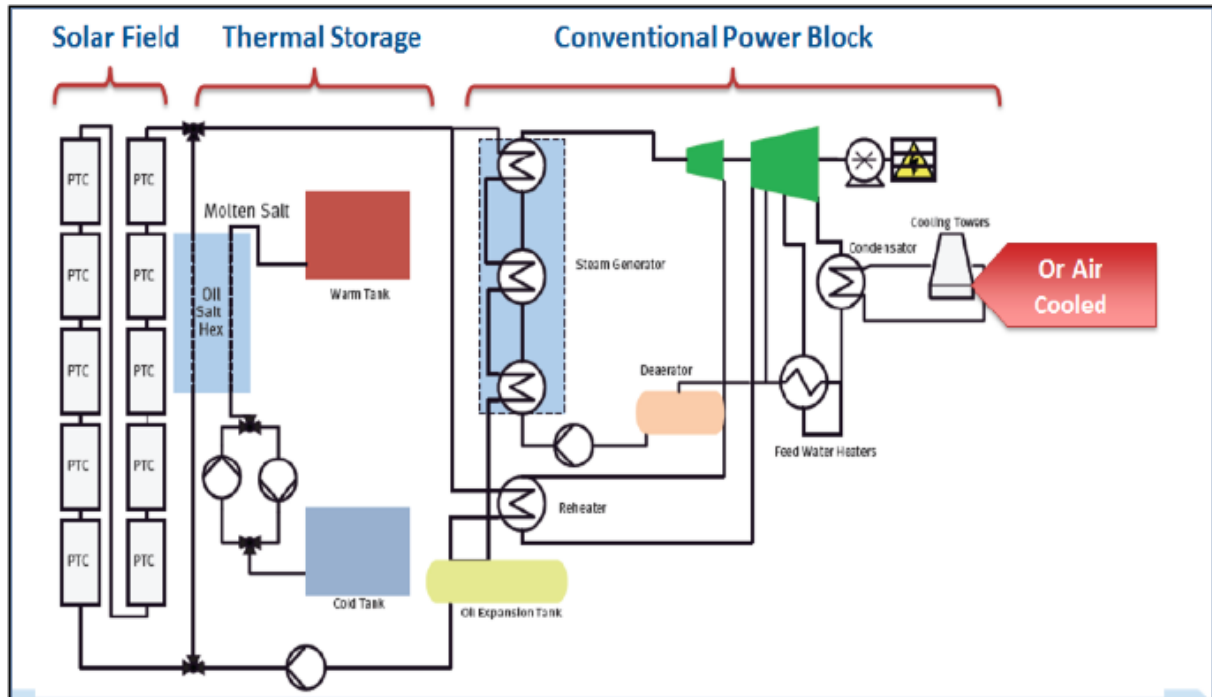 Solar Field
Thermal Storage
Conventional Power Block
PTC
PTC
PTC
PTC
PTC
PTC
PTC
PTC
PTC
PTC
Molten Salt
Oil
Salt
Hex
Warm Tank
Cold Tank
Steam Generator
Deaerator
Reheater
Oil Expansion Tank
Feed Water Heaters
Condensator
Cooling Towers
Or Air
Cooled